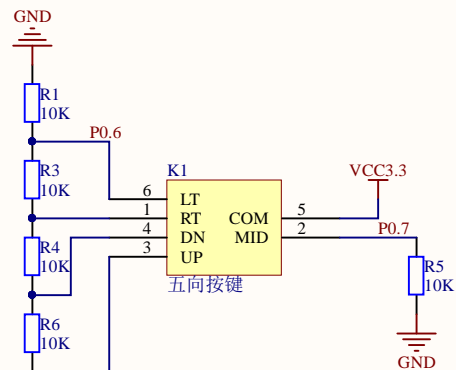 GND
R1
10K
P0.6
R3
10K
K1
VCC3.3
6
LT
1
RT
COM
5
4
DN
MID
2
P0.7
3
UP
R4
10K
五向按键
R5
10K
R6
10K
GND